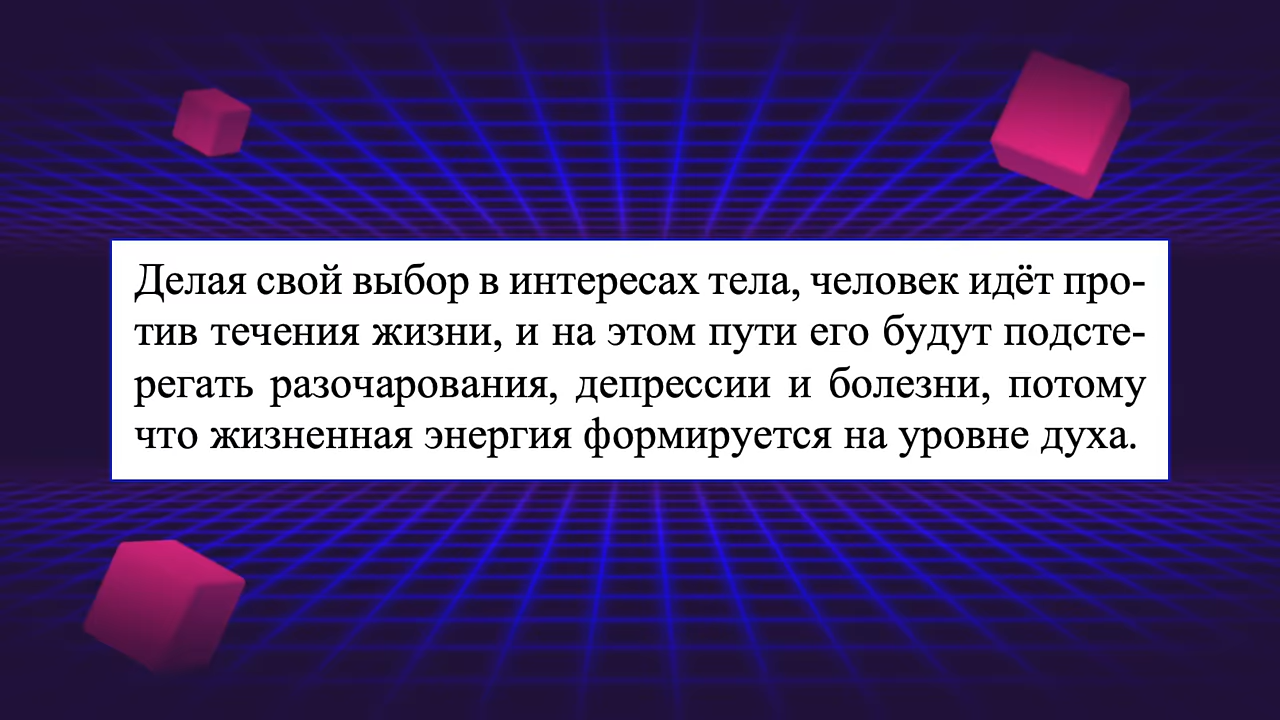 Делая свой выбор в интересах тела, человек идёт про-
тив течения жизни, и на этом пути его будут подсте-
регать разочарования, депрессии и болезни, потому
что жизненная энергия формируется на уровне духа.